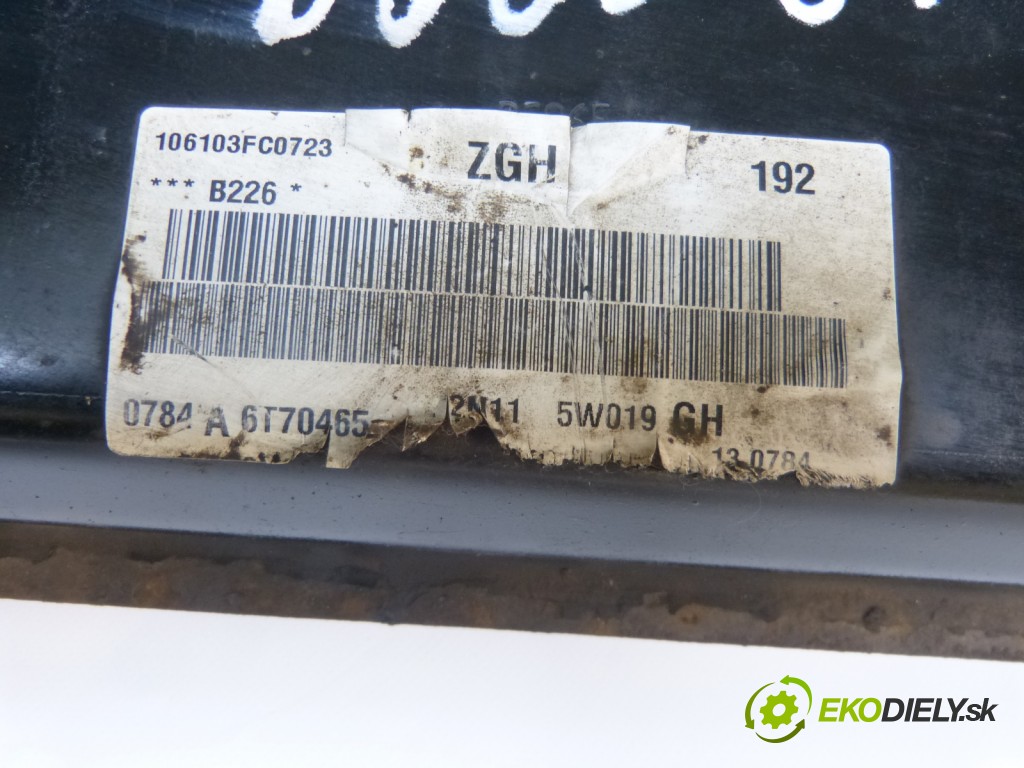 106103FC0723 ZGH 192
*** B226 *
0784 A 6T70465 2N11 5W019 GH
13 0784
EKODIELY.sk